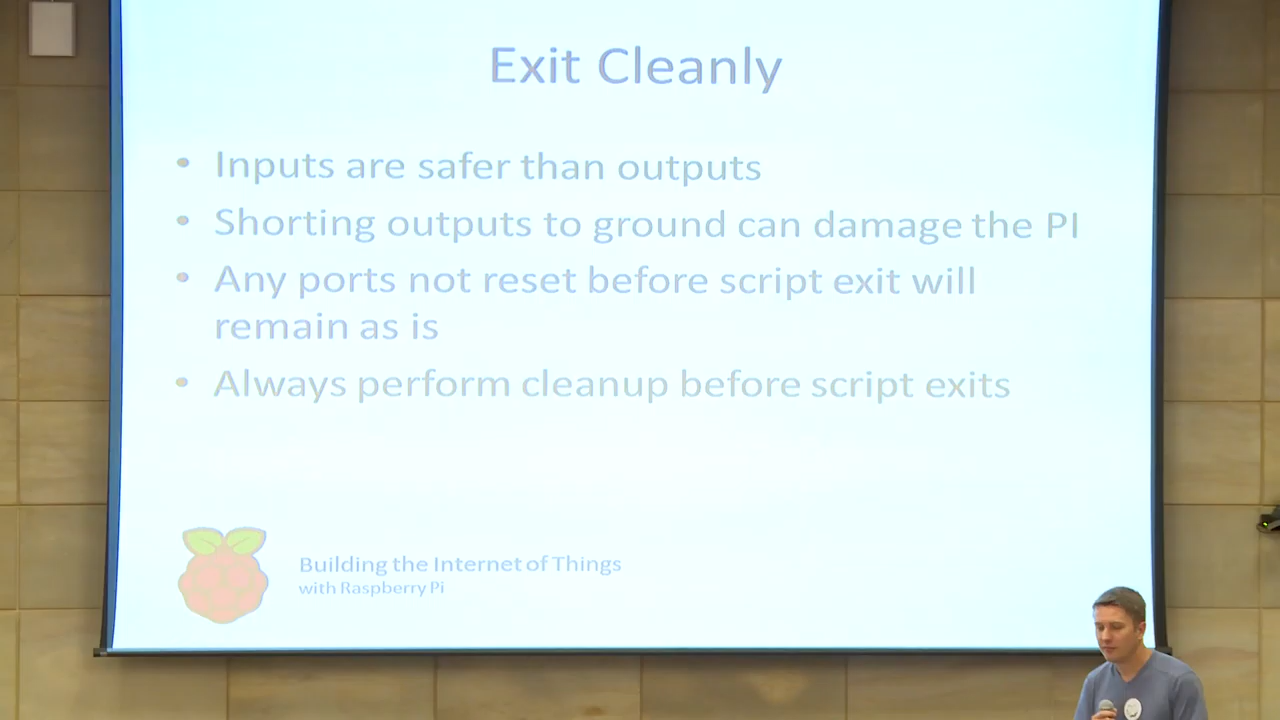 Exit Cleanly
• Inputs are safer than outputs
• Shorting outputs to ground can damage the PI
• Any ports not reset before script exit will
remain as is
• Always perform cleanup before script exits
Building the Internet of Things
with Raspberry Pi